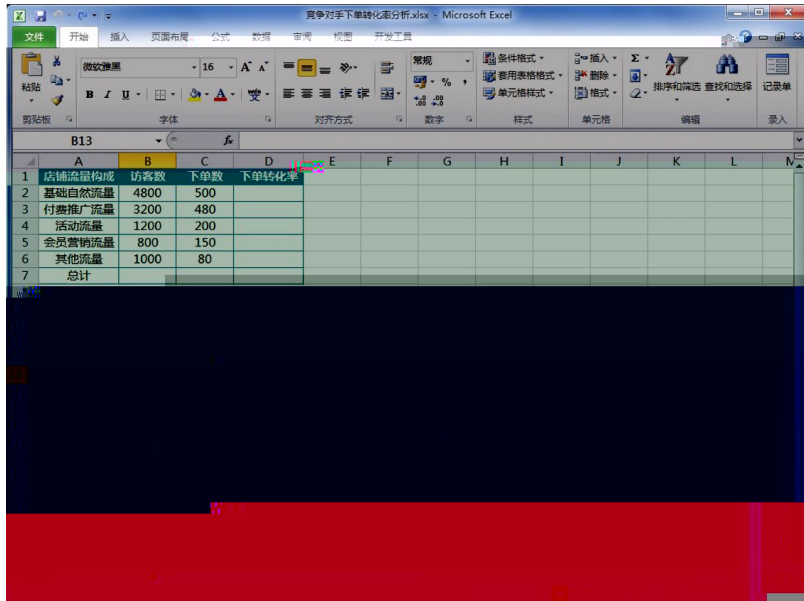 竞争对手下单转化率分析.xlsx - Microsoft Excel
文件 开始 插入 页面布局 公式 数据 审阅 视图 开发工具
微软雅黑 16 A A 常规 条件格式 插入 Σ
粘贴 B I U A % , 套用表格格式 删除 排序和筛选 查找和选择 记录单
单元格样式 格式
剪贴板 字体 对齐方式 数字 样式 单元格 编辑 录入
B13 fx
A B C D E F G H I J K L
1 店铺流量构成 访客数 下单数 下单转化率
2 基础自然流量 4800 500
3 付费推广流量 3200 480
4 活动流量 1200 200
5 会员营销流量 800 150
6 其他流量 1000 80
7 总计